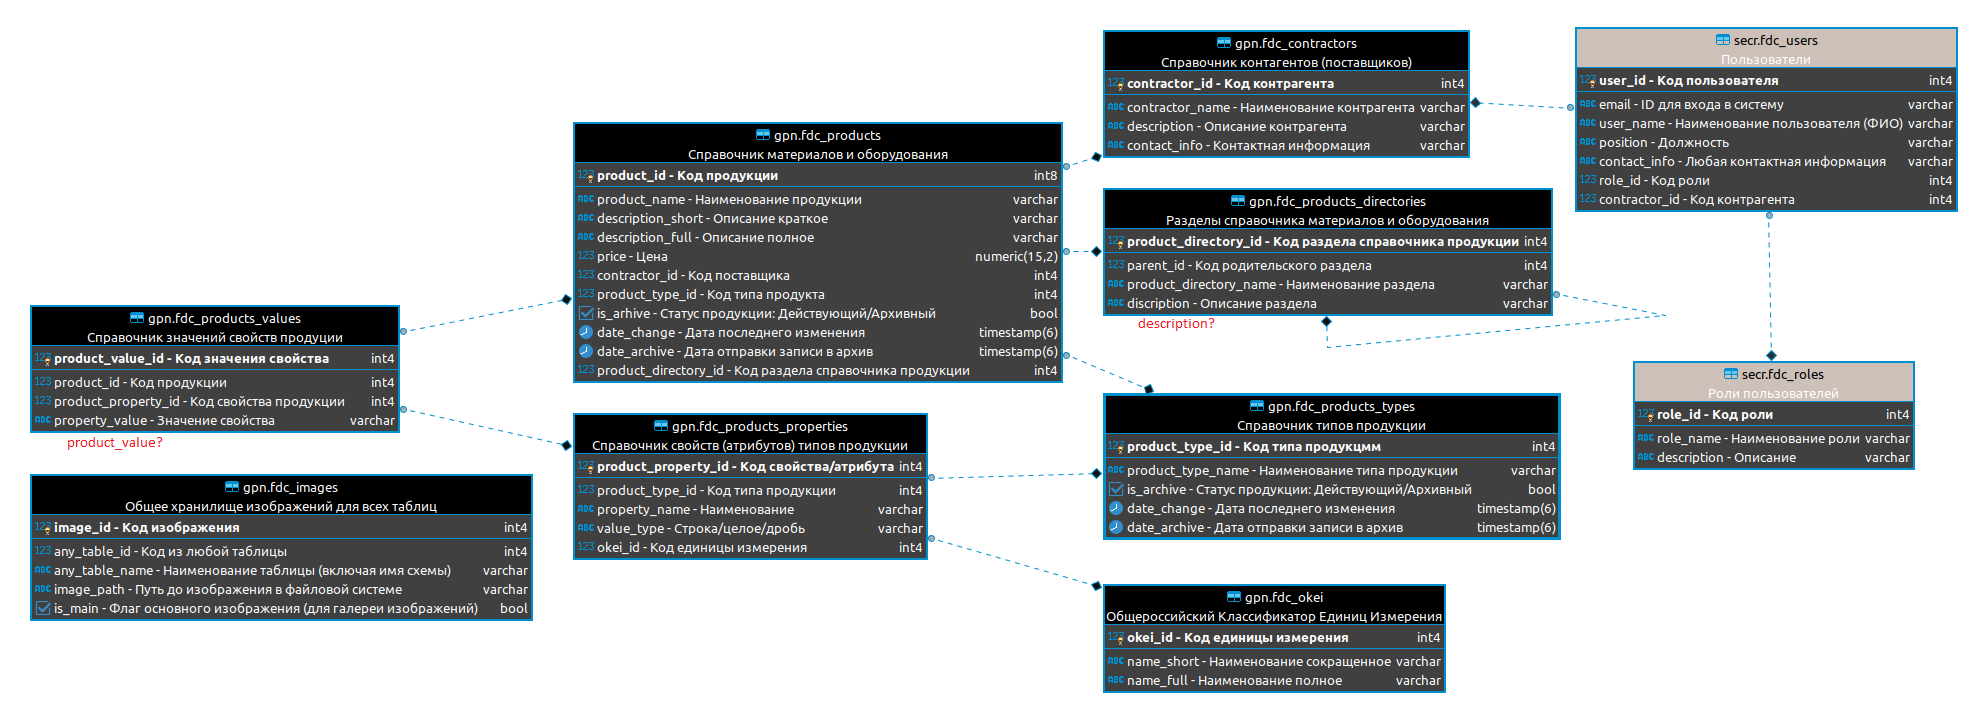 gpn.fdc_products_values
Справочник значений свойств продуции
product_value_id - Код значения свойства int4
product_id - Код продукции int4
product_property_id - Код свойства продукции int4
property_value - Значение свойства varchar
product_value?
gpn.fdc_images
Общее хранилище изображений для всех таблиц
image_id - Код изображения int4
any_table_id - Код из любой таблицы int4
any_table_name - Наименование таблицы (включая имя схемы) varchar
image_path - Путь до изображения в файловой системе varchar
is_main - Флаг основного изображения (для галереи изображений) bool
gpn.fdc_products
Справочник материалов и оборудования
product_id - Код продукции int8
product_name - Наименование продукции varchar
description_short - Описание краткое varchar
description_full - Описание полное varchar
price - Цена numeric(15,2)
contractor_id - Код поставщика int4
product_type_id - Код типа продукта int4
is_arhive - Статус продукции: Действующий/Архивный bool
date_change - Дата последнего изменения timestamp(6)
date_archive - Дата отправки записи в архив timestamp(6)
product_directory_id - Код раздела справочника продукции int4
gpn.fdc_products_properties
Справочник свойств (атрибутов) типов продукции
product_property_id - Код свойства/атрибута int4
product_type_id - Код типа продукции int4
property_name - Наименование varchar
value_type - Строка/целое/дробь varchar
okei_id - Код единицы измерения int4
gpn.fdc_contractors
Справочник контагентов (поставщиков)
contractor_id - Код контрагента int4
contractor_name - Наименование контрагента varchar
description - Описание контрагента varchar
contact_info - Контактная информация varchar
gpn.fdc_products_directories
Разделы справочника материалов и оборудования
product_directory_id - Код раздела справочника продукции int4
parent_id - Код родительского раздела int4
product_directory_name - Наименование раздела varchar
discription - Описание раздела varchar
description?
gpn.fdc_products_types
Справочник типов продукции
product_type_id - Код типа продукцмм int4
product_type_name - Наименование типа продукции varchar
is_archive - Статус продукции: Действующий/Архивный bool
date_change - Дата последнего изменения timestamp(6)
date_archive - Дата отправки записи в архив timestamp(6)
gpn.fdc_okei
Общероссийский Классификатор Единиц Измерения
okei_id - Код единицы измерения int4
name_short - Наименование сокращенное varchar
name_full - Наименование полное varchar
secr.fdc_users
Пользователи
user_id - Код пользователя int4
email - ID для входа в систему varchar
user_name - Наименование пользователя (ФИО) varchar
position - Должность varchar
contact_info - Любая контактная информация varchar
role_id - Код роли int4
contractor_id - Код контрагента int4
secr.fdc_roles
Роли пользователей
role_id - Код роли int4
role_name - Наименование роли varchar
description - Описание varchar